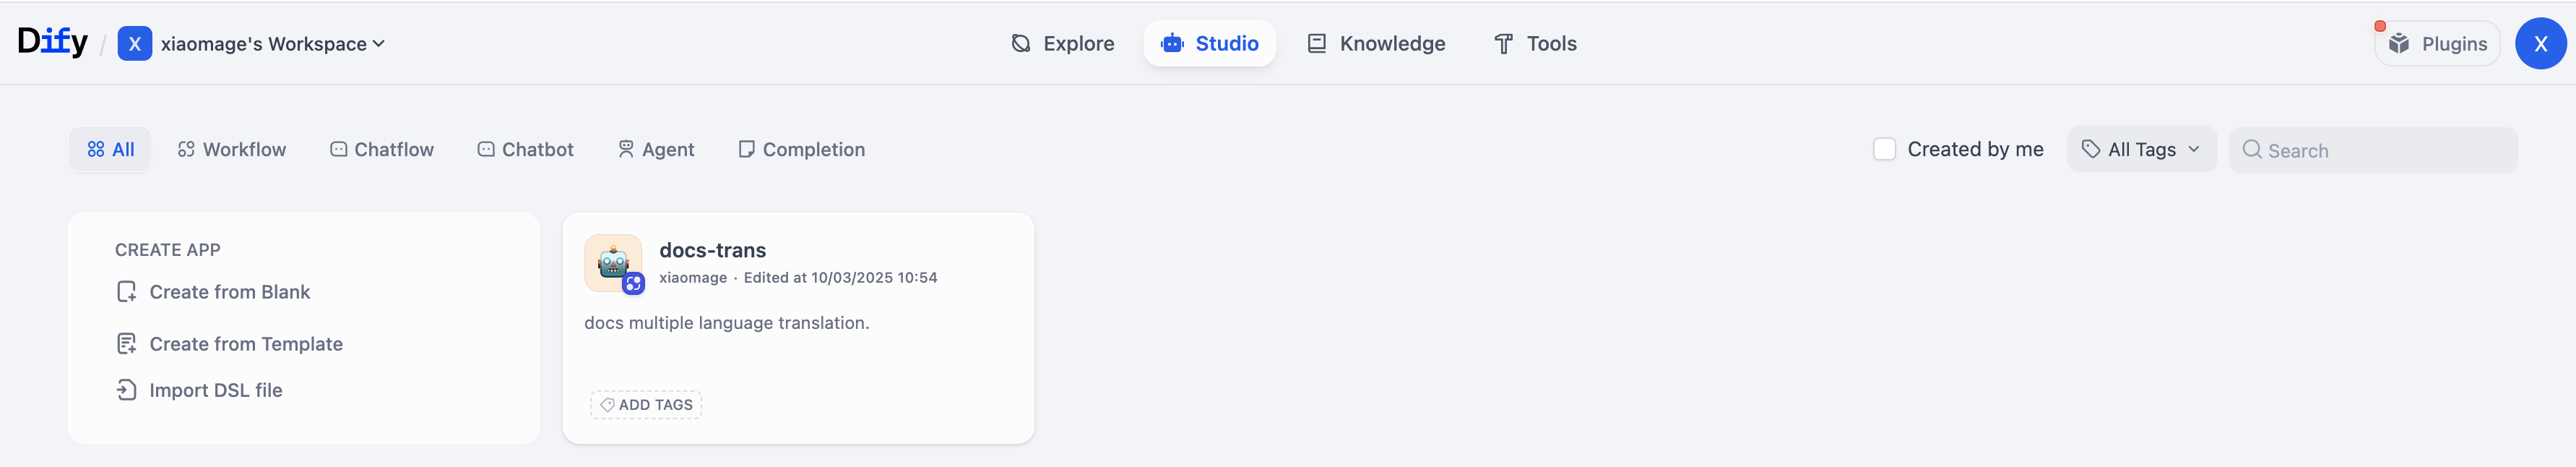 Dify / X xiaomage's Workspace Explore Studio Knowledge Tools Plugins X
All Workflow Chatflow Chatbot Agent Completion Created by me All Tags Search
CREATE APP
Create from Blank
Create from Template
Import DSL file
docs-trans
xiaomage · Edited at 10/03/2025 10:54
docs multiple language translation.
ADD TAGS